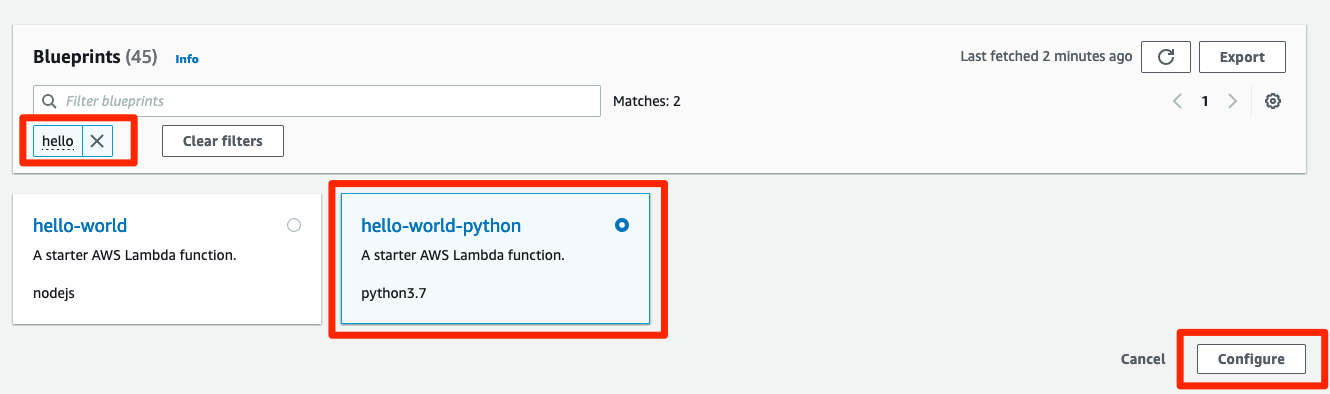 Blueprints (45) Info
Last fetched 2 minutes ago
Export
Filter blueprints
Matches: 2
1
hello
Clear filters
hello-world
A starter AWS Lambda function.
nodejs
hello-world-python
A starter AWS Lambda function.
python3.7
Cancel
Configure